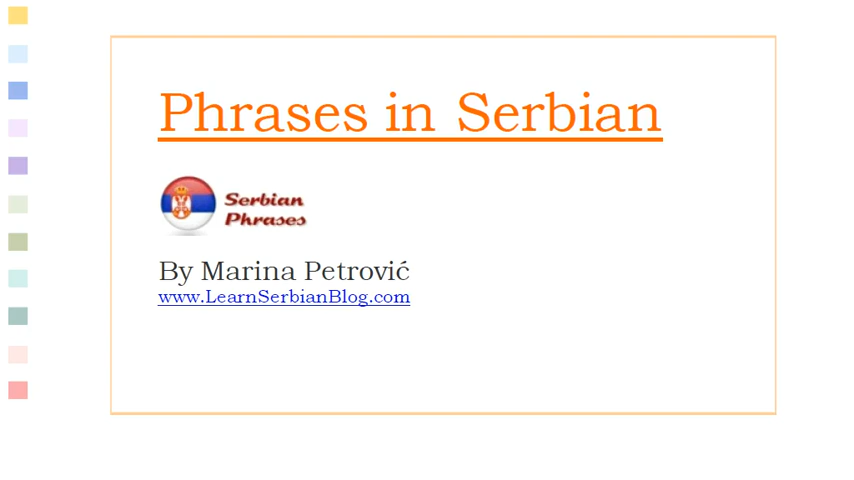 Phrases in Serbian
Serbian
Phrases
By Marina Petrović
www.LearnSerbianBlog.com